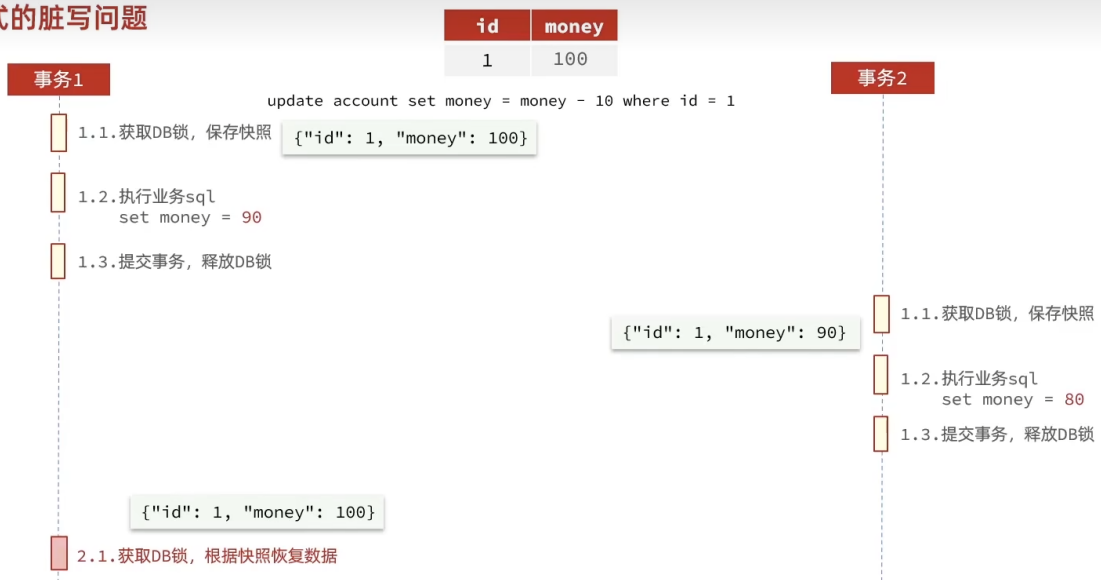 式的脏写问题
id money
1 100
事务1
事务2
update account set money = money - 10 where id = 1
1.1.获取DB锁，保存快照
{"id": 1, "money": 100}
1.2.执行业务sql
set money = 90
1.3.提交事务，释放DB锁
1.1.获取DB锁，保存快照
{"id": 1, "money": 90}
1.2.执行业务sql
set money = 80
1.3.提交事务，释放DB锁
{"id": 1, "money": 100}
2.1.获取DB锁，根据快照恢复数据